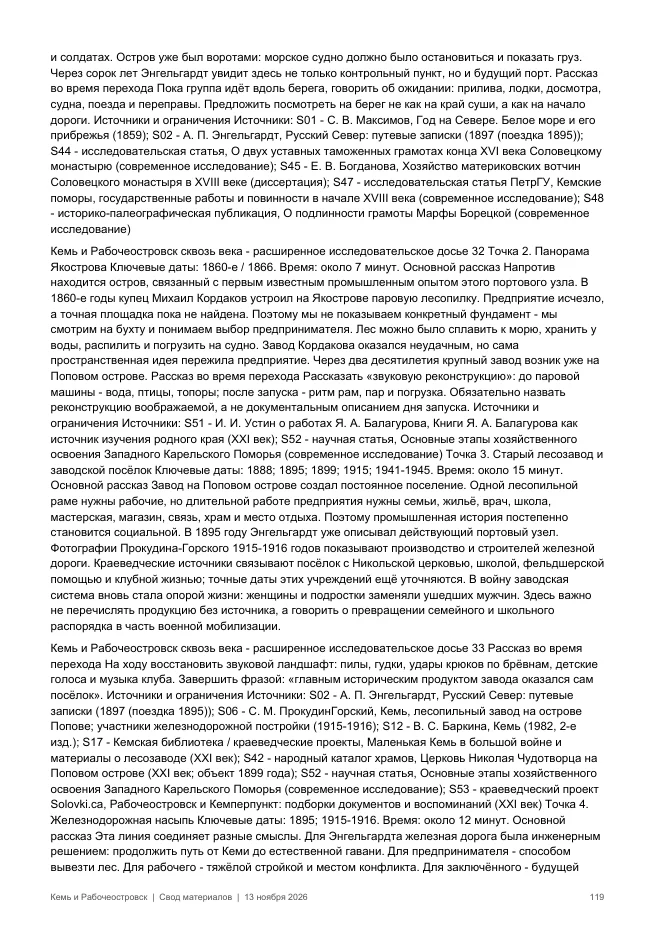 и солдатах. Остров уже был воротами: морское судно должно было остановиться и показать груз.
Через сорок лет Энгельгардт увидит здесь не только контрольный пункт, но и будущий порт. Рассказ
во время перехода Пока группа идёт вдоль берега, говорить об ожидании: прилива, лодки, досмотра,
судна, поезда и переправы. Предложить посмотреть на берег не как на край суши, а как на начало
дороги. Источники и ограничения Источники: S01 - С. В. Максимов, Год на Севере. Белое море и его
прибрежья (1859); S02 - А. П. Энгельгардт, Русский Север: путевые записки (1897 (поездка 1895));
S44 - исследовательская статья, О двух уставных таможенных грамотах конца XVI века Соловецкому
монастырю (современное исследование); S45 - Е. В. Богданова, Хозяйство материковских вотчин
Соловецкого монастыря в XVIII веке (диссертация); S47 - исследовательская статья ПетрГУ, Кемские
поморы, государственные работы и повинности в начале XVIII века (современное исследование); S48
- историко-палеографическая публикация, О подлинности грамоты Марфы Борецкой (современное
исследование)
Кемь и Рабочеостровск сквозь века - расширенное исследовательское досье 32 Точка 2. Панорама
Якострова Ключевые даты: 1860-е / 1866. Время: около 7 минут. Основной рассказ Напротив
находится остров, связанный с первым известным промышленным опытом этого портового узла. В
1860-е годы купец Михаил Кордаков устроил на Якострове паровую лесопилку. Предприятие исчезло,
а точная площадка пока не найдена. Поэтому мы не показываем конкретный фундамент - мы
смотрим на бухту и понимаем выбор предпринимателя. Лес можно было сплавить к морю, хранить у
воды, распилить и погрузить на судно. Завод Кордакова оказался неудачным, но сама
пространственная идея пережила предприятие. Через два десятилетия крупный завод возник уже на
Поповом острове. Рассказ во время перехода Рассказать «звуковую реконструкцию»: до паровой
машины - вода, птицы, топоры; после запуска - ритм рам, пар и погрузка. Обязательно назвать
реконструкцию воображаемой, а не документальным описанием дня запуска. Источники и
ограничения Источники: S51 - И. И. Устин о работах Я. А. Балагурова, Книги Я. А. Балагурова как
источник изучения родного края (XXI век); S52 - научная статья, Основные этапы хозяйственного
освоения Западного Карельского Поморья (современное исследование) Точка 3. Старый лесозавод и
заводской посёлок Ключевые даты: 1888; 1895; 1899; 1915; 1941-1945. Время: около 15 минут.
Основной рассказ Завод на Поповом острове создал постоянное поселение. Одной лесопильной
раме нужны рабочие, но длительной работе предприятия нужны семьи, жильё, врач, школа,
мастерская, магазин, связь, храм и место отдыха. Поэтому промышленная история постепенно
становится социальной. В 1895 году Энгельгардт уже описывал действующий портовый узел.
Фотографии Прокудина-Горского 1915-1916 годов показывают производство и строителей железной
дороги. Краеведческие источники связывают посёлок с Никольской церковью, школой, фельдшерской
помощью и клубной жизнью; точные даты этих учреждений ещё уточняются. В войну заводская
система вновь стала опорой жизни: женщины и подростки заменяли ушедших мужчин. Здесь важно
не перечислять продукцию без источника, а говорить о превращении семейного и школьного
распорядка в часть военной мобилизации.
Кемь и Рабочеостровск сквозь века - расширенное исследовательское досье 33 Рассказ во время
перехода На ходу восстановить звуковой ландшафт: пилы, гудки, удары крюков по брёвнам, детские
голоса и музыка клуба. Завершить фразой: «главным историческим продуктом завода оказался сам
посёлок». Источники и ограничения Источники: S02 - А. П. Энгельгардт, Русский Север: путевые
записки (1897 (поездка 1895)); S06 - С. М. ПрокудинГорский, Кемь, лесопильный завод на острове
Попове; участники железнодорожной постройки (1915-1916); S12 - В. С. Баркина, Кемь (1982, 2-е
изд.); S17 - Кемская библиотека / краеведческие проекты, Маленькая Кемь в большой войне и
материалы о лесозаводе (XXI век); S42 - народный каталог храмов, Церковь Николая Чудотворца на
Поповом острове (XXI век; объект 1899 года); S52 - научная статья, Основные этапы хозяйственного
освоения Западного Карельского Поморья (современное исследование); S53 - краеведческий проект
Solovki.ca, Рабочеостровск и Кемперпункт: подборки документов и воспоминаний (XXI век) Точка 4.
Железнодорожная насыпь Ключевые даты: 1895; 1915-1916. Время: около 12 минут. Основной
рассказ Эта линия соединяет разные смыслы. Для Энгельгардта железная дорога была инженерным
решением: продолжить путь от Кеми до естественной гавани. Для предпринимателя - способом
вывезти лес. Для рабочего - тяжёлой стройкой и местом конфликта. Для заключённого - будущей
Кемь и Рабочеостровск | Свод материалов | 13 ноября 2026
119